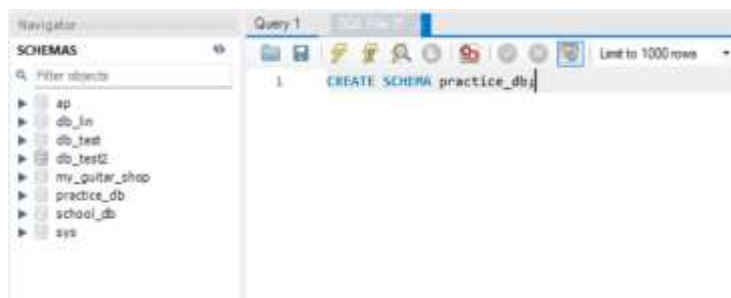 Navigator
Query 1
SCHEMAS
Filter objects
ap
db_lin
db_test
db_test2
my_guitar_shop
practice_db
school_db
sys
Limit to 1000 rows
1 CREATE SCHEMA practice_db;